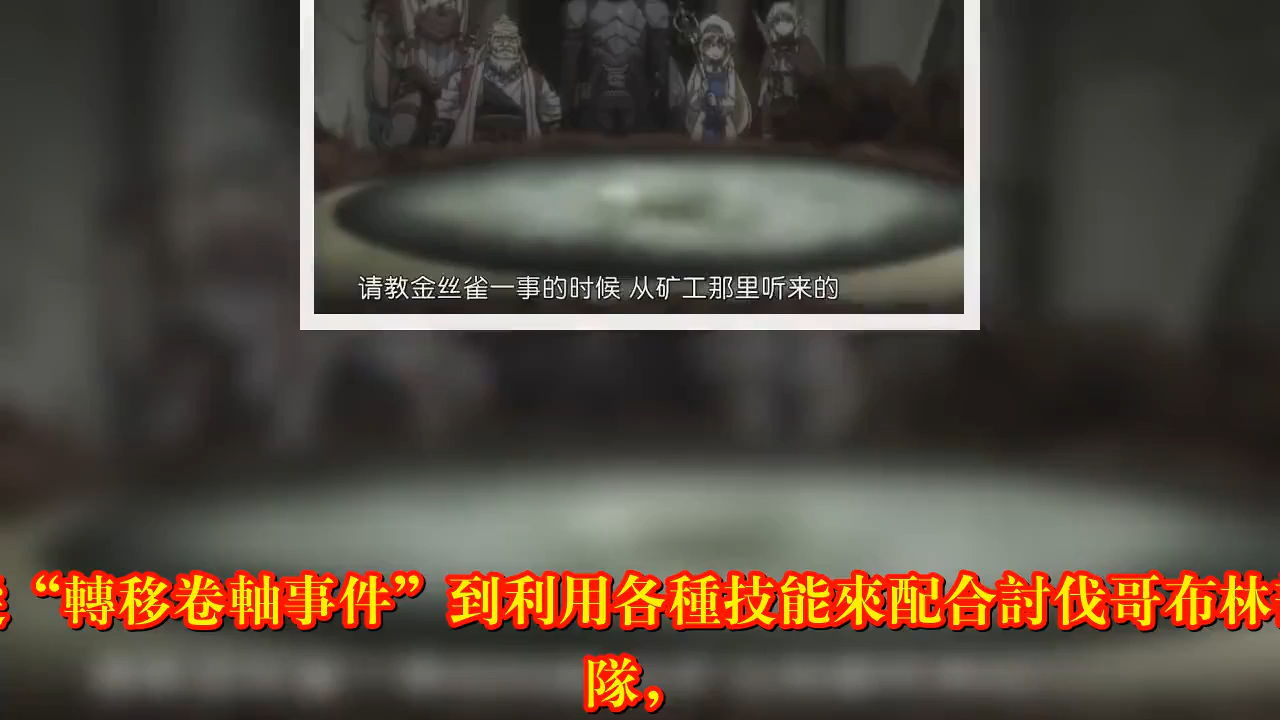 请教金丝雀一事的时候 从矿工那里听来的
“轉移卷軸事件”到利用各種技能來配合討伐哥布林
隊，